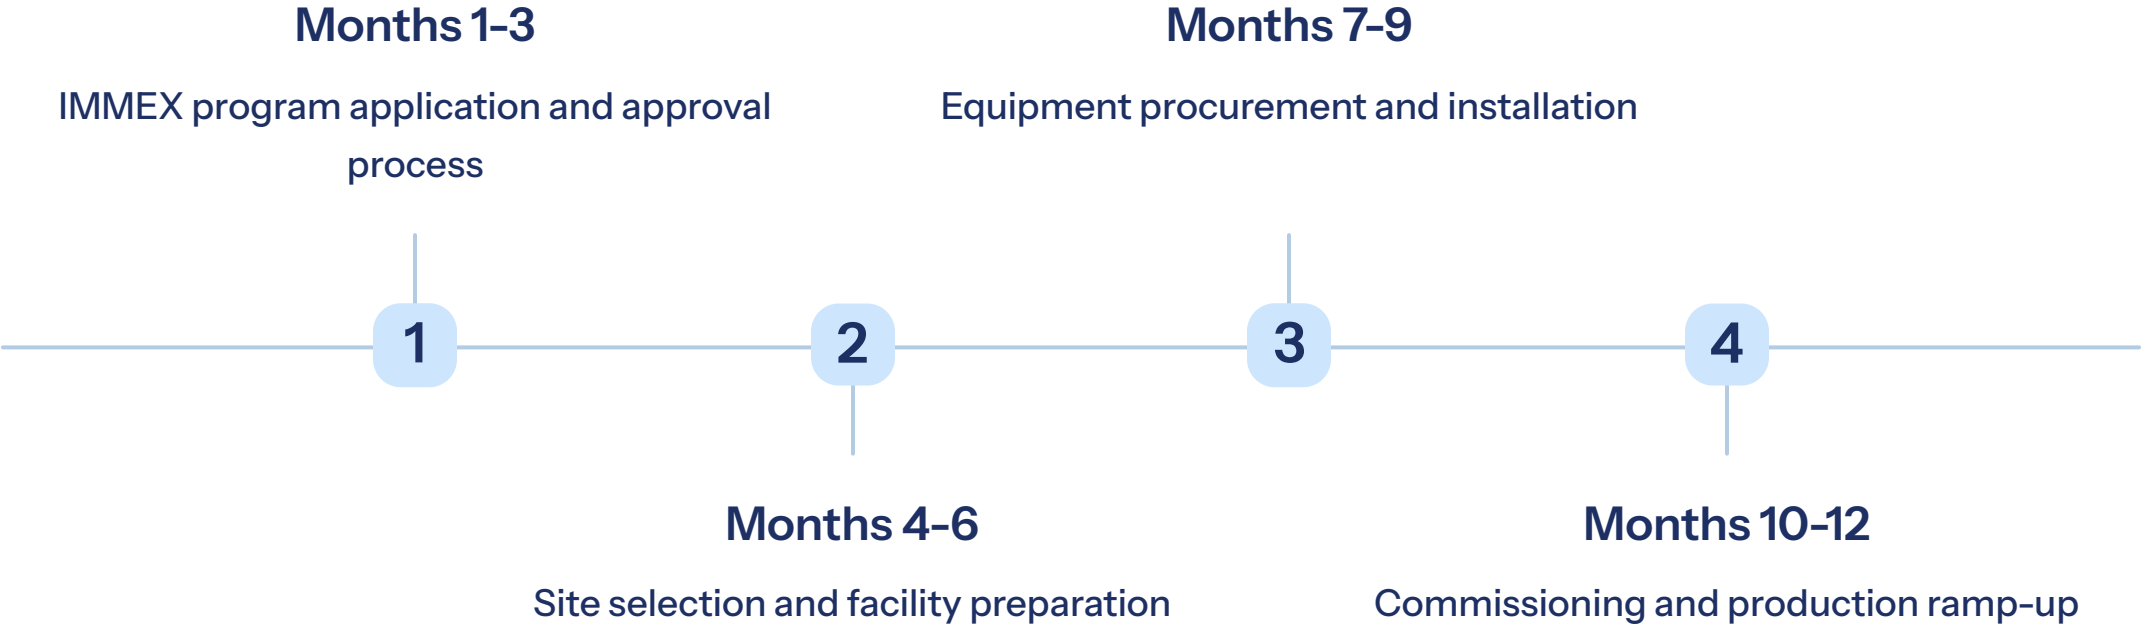 Months 1–3
IMMEX program application and approval
process
1
2
Months 4–6
Site selection and facility preparation
Months 7–9
Equipment procurement and installation
3
4
Months 10–12
Commissioning and production ramp-up